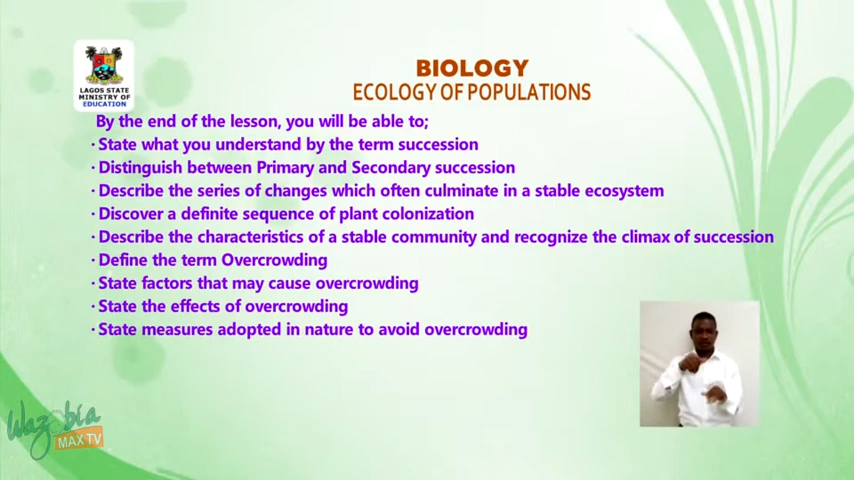 LAGOS STATE
MINISTRY OF
EDUCATION
BIOLOGY
ECOLOGY OF POPULATIONS
By the end of the lesson, you will be able to;
· State what you understand by the term succession
· Distinguish between Primary and Secondary succession
· Describe the series of changes which often culminate in a stable ecosystem
· Discover a definite sequence of plant colonization
· Describe the characteristics of a stable community and recognize the climax of succession
· Define the term Overcrowding
· State factors that may cause overcrowding
· State the effects of overcrowding
· State measures adopted in nature to avoid overcrowding
Wazobia
MAX TV